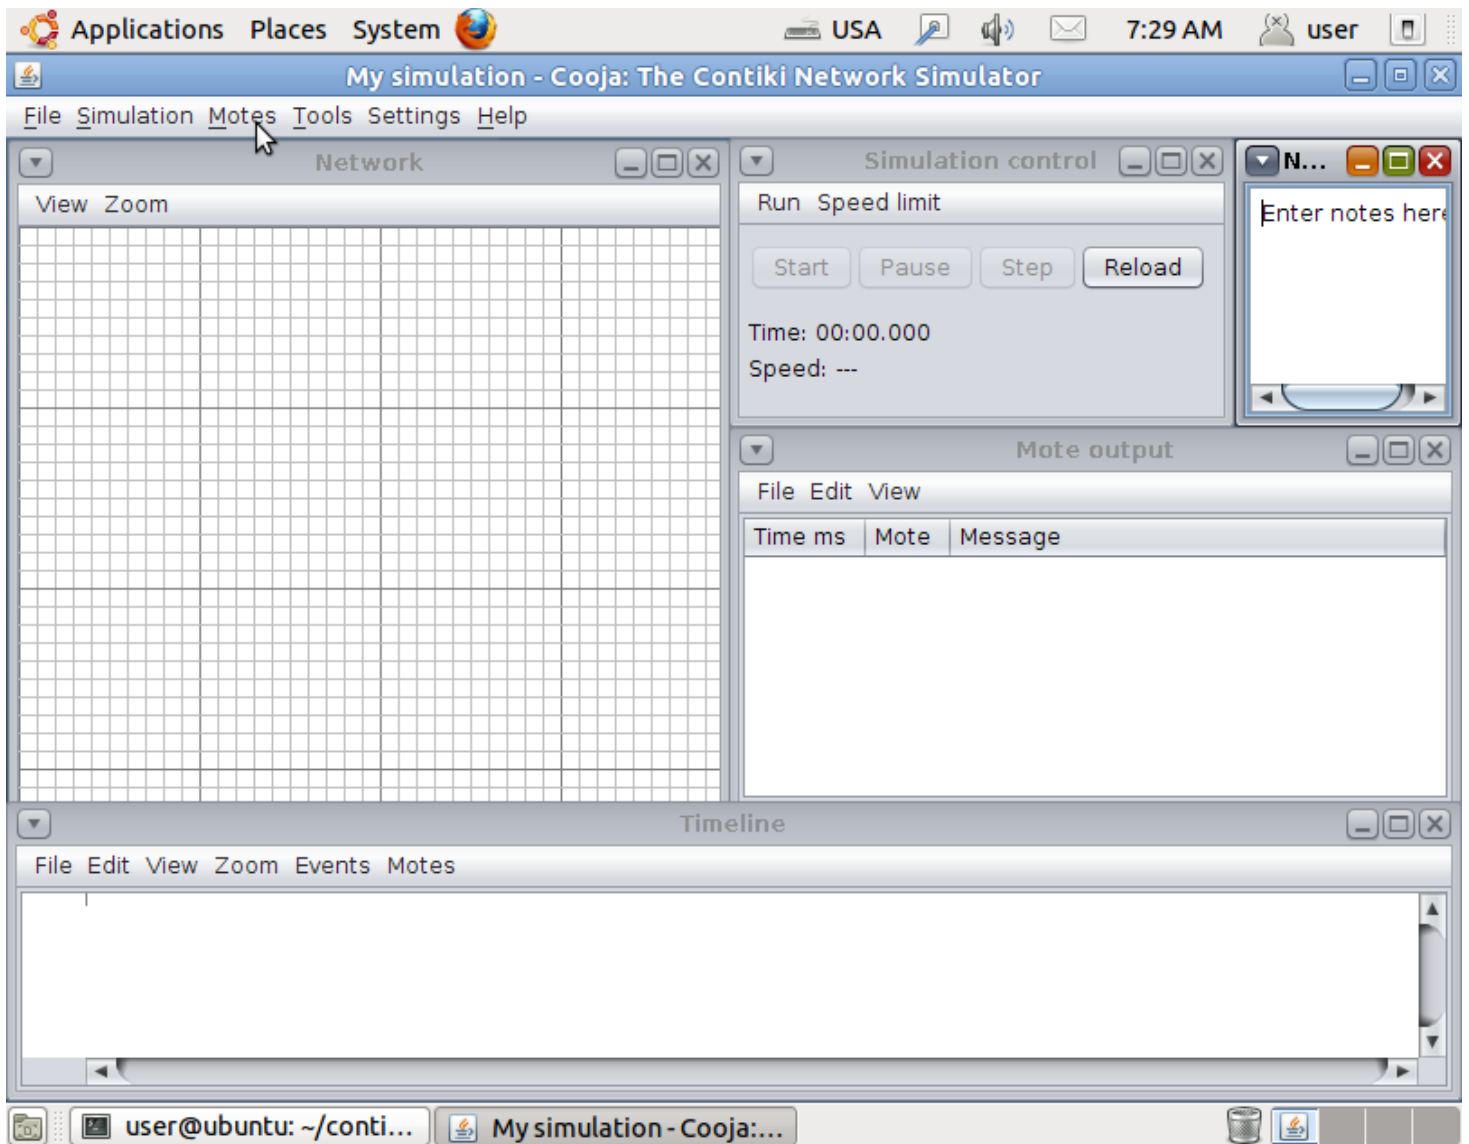 Applications Places System USA 7:29 AM user
My simulation - Cooja: The Contiki Network Simulator
File Simulation Motes Tools Settings Help
Network
View Zoom
Simulation control
Run Speed limit
Start Pause Step Reload
Time: 00:00.000
Speed: ---
N...
Enter notes here
Mote output
File Edit View
Time ms Mote Message
Timeline
File Edit View Zoom Events Motes
user@ubuntu: ~/conti... My simulation - Cooja:...